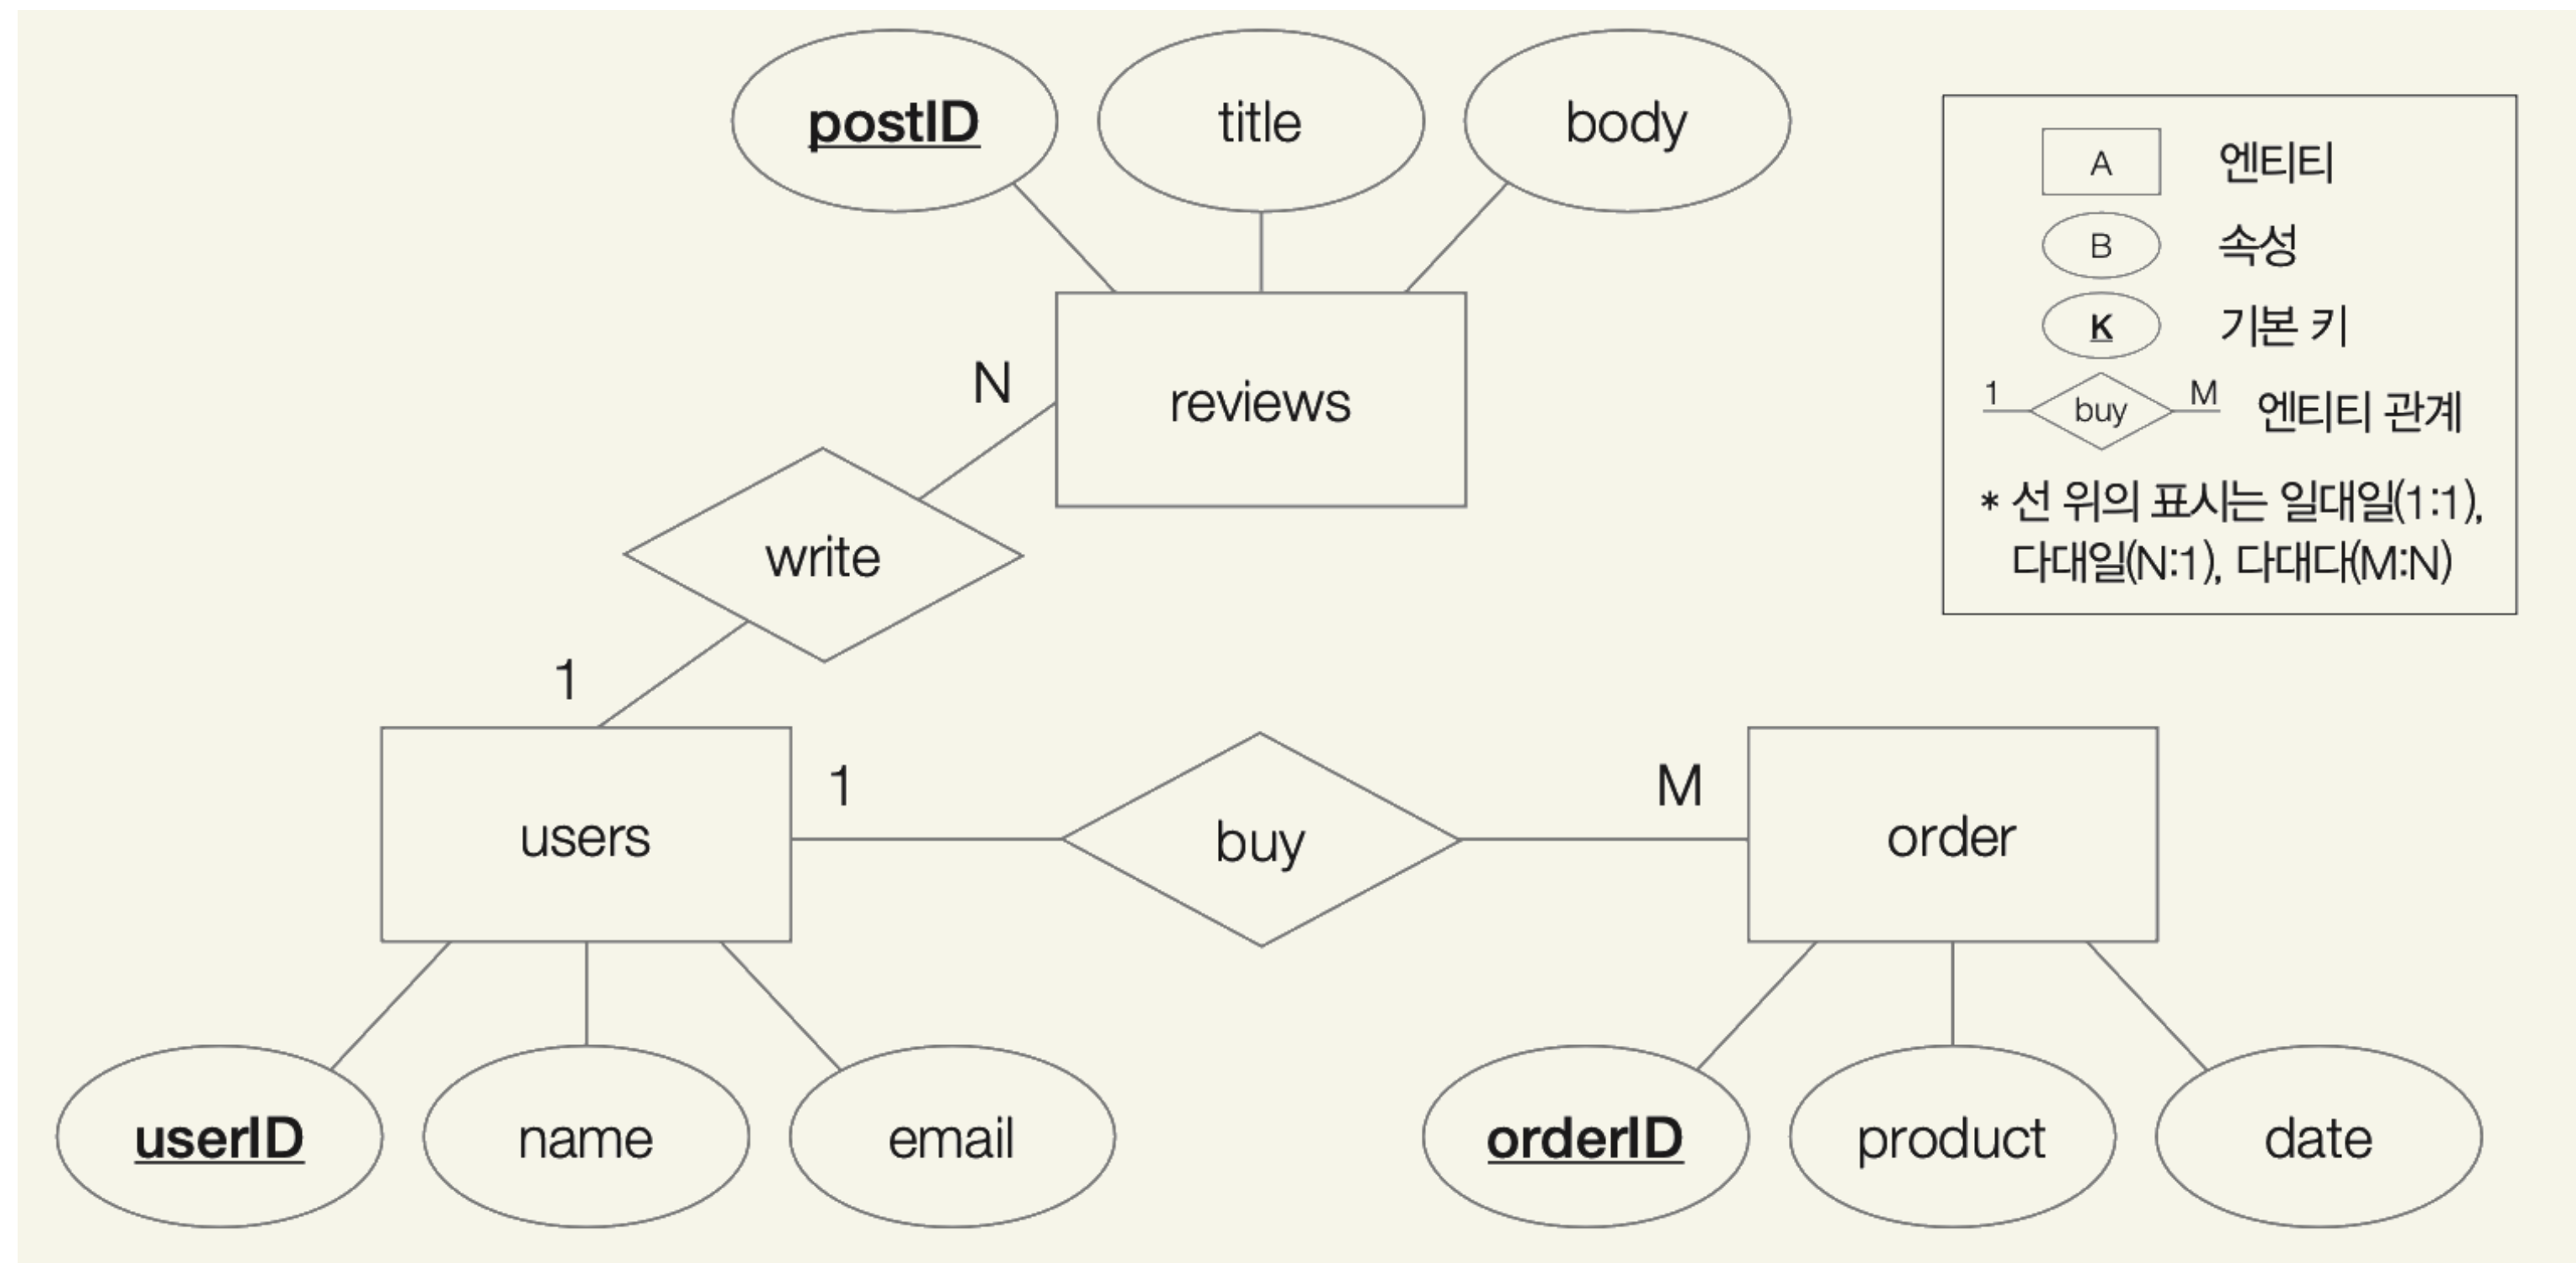 postID
title
body
reviews
N
write
1
users
1
buy
M
order
userID
name
email
orderID
product
date
A 엔티티
B 속성
K 기본 키
1 buy M 엔티티 관계
* 선 위의 표시는 일대일(1:1),
다대일(N:1), 다대다(M:N)